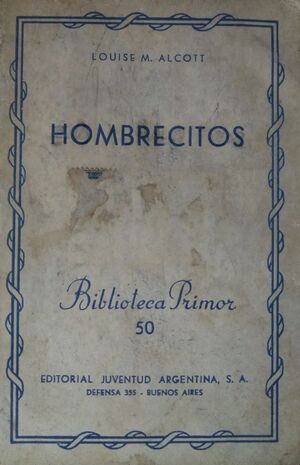 LOUISE M. ALCOTT
HOMBRECITOS
Biblioteca Primor
50
EDITORIAL JUVENTUD ARGENTINA, S. A.
DEFENSA 355 - BUENOS AIRES